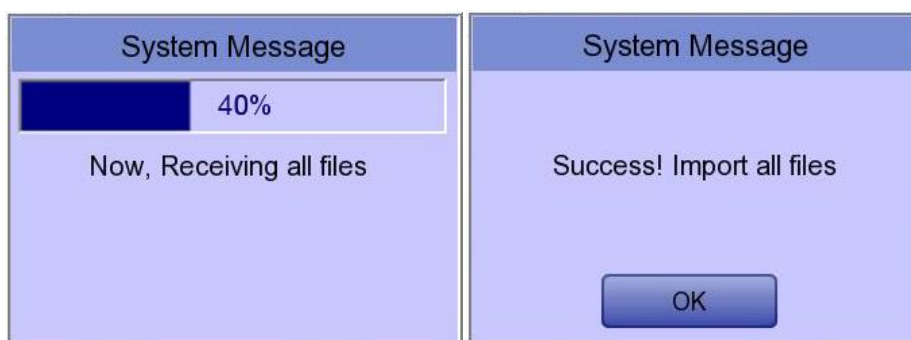 System Message
40%
Now, Receiving all files
System Message
Success! Import all files
OK